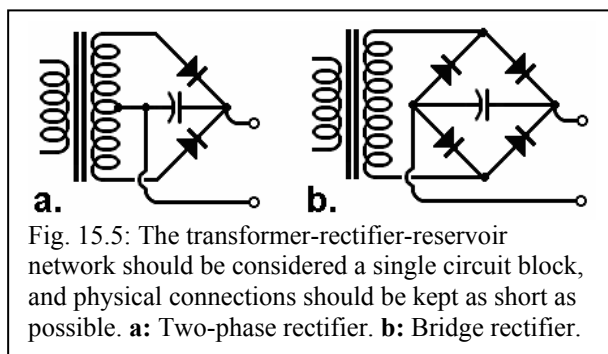 a.
b.
Fig. 15.5: The transformer-rectifier-reservoir
network should be considered a single circuit block,
and physical connections should be kept as short as
possible. a: Two-phase rectifier. b: Bridge rectifier.